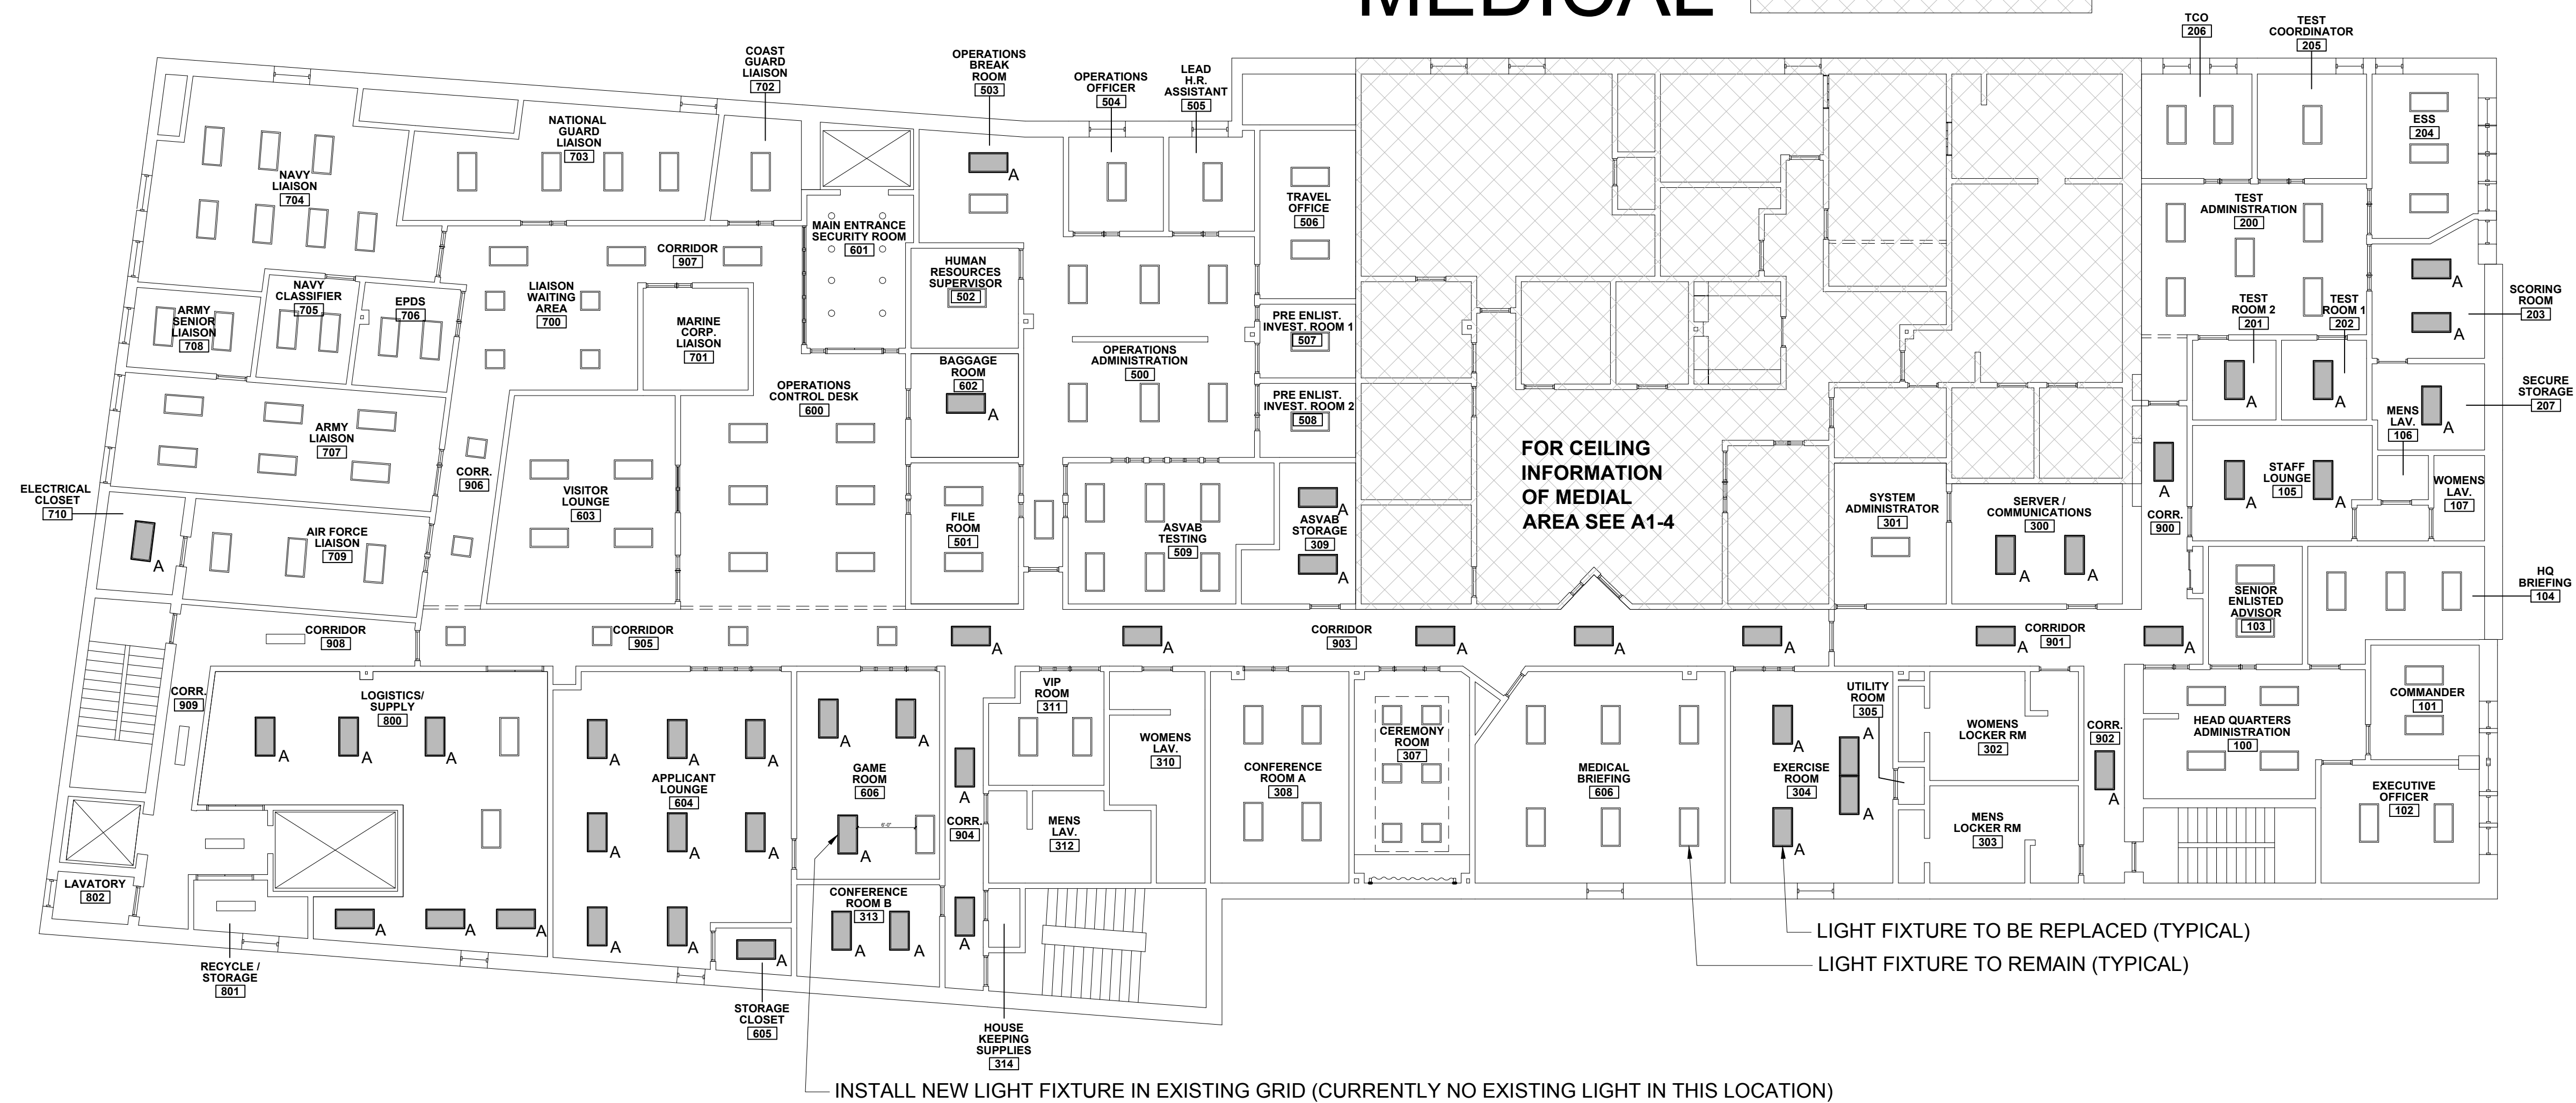 MEDICAL
TCO
206
TEST
COORDINATOR
205
COAST
GUARD
LIAISON
702
OPERATIONS
BREAK
ROOM
503
OPERATIONS
OFFICER
504
LEAD
H.R.
ASSISTANT
505
NATIONAL
GUARD
LIAISON
703
NAVY
LIAISON
704
A
TRAVEL
OFFICE
506
ESS
204
TEST
ADMINISTRATION
200
MAIN ENTRANCE
SECURITY ROOM
601
CORRIDOR
907
HUMAN
RESOURCES
SUPERVISOR
502
NAVY
CLASSIFIER
705
EPDS
706
LIAISON
WAITING
AREA
700
ARMY
SENIOR
LIAISON
708
MARINE
CORP.
LIAISON
701
PRE ENLIST.
INVEST. ROOM 1
507
OPERATIONS
ADMINISTRATION
500
BAGGAGE
ROOM
602
A
OPERATIONS
CONTROL DESK
600
PRE ENLIST.
INVEST. ROOM 2
508
A
A
SCORING
ROOM
203
TEST
ROOM 2
201
TEST
ROOM 1
202
A
A
SECURE
STORAGE
207
A
MENS
LAV.
106
ARMY
LIAISON
707
CORR.
906
VISITOR
LOUNGE
603
ELECTRICAL
CLOSET
710
A
AIR FORCE
LIAISON
709
FILE
ROOM
501
ASVAB
TESTING
509
A
ASVAB
STORAGE
309
A
FOR CEILING
INFORMATION
OF MEDIAL
AREA SEE A1-4
SYSTEM
ADMINISTRATOR
301
SERVER /
COMMUNICATIONS
300
A
A
A
CORR.
900
STAFF
LOUNGE
105
A
A
WOMENS
LAV.
107
SENIOR
ENLISTED
ADVISOR
103
HQ
BRIEFING
104
CORRIDOR
908
CORRIDOR
905
A
A
CORRIDOR
903
A
A
A
A
CORRIDOR
901
A
CORR.
909
LOGISTICS/
SUPPLY
800
A
A
A
A
A
A
APPLICANT
LOUNGE
604
A
A
A
A
A
A
A
A
GAME
ROOM
606
A
A
6'-0"
A
A
CORR.
904
A
VIP
ROOM
311
WOMENS
LAV.
310
MENS
LAV.
312
CONFERENCE
ROOM A
308
CEREMONY
ROOM
307
MEDICAL
BRIEFING
606
EXERCISE
ROOM
304
A
A
A
UTILITY
ROOM
305
WOMENS
LOCKER RM
302
MENS
LOCKER RM
303
CORR.
902
A
HEAD QUARTERS
ADMINISTRATION
100
COMMANDER
101
EXECUTIVE
OFFICER
102
LAVATORY
802
RECYCLE /
STORAGE
801
CONFERENCE
ROOM B
313
A
A
A
STORAGE
CLOSET
605
HOUSE
KEEPING
SUPPLIES
314
LIGHT FIXTURE TO BE REPLACED (TYPICAL)
LIGHT FIXTURE TO REMAIN (TYPICAL)
INSTALL NEW LIGHT FIXTURE IN EXISTING GRID (CURRENTLY NO EXISTING LIGHT IN THIS LOCATION)